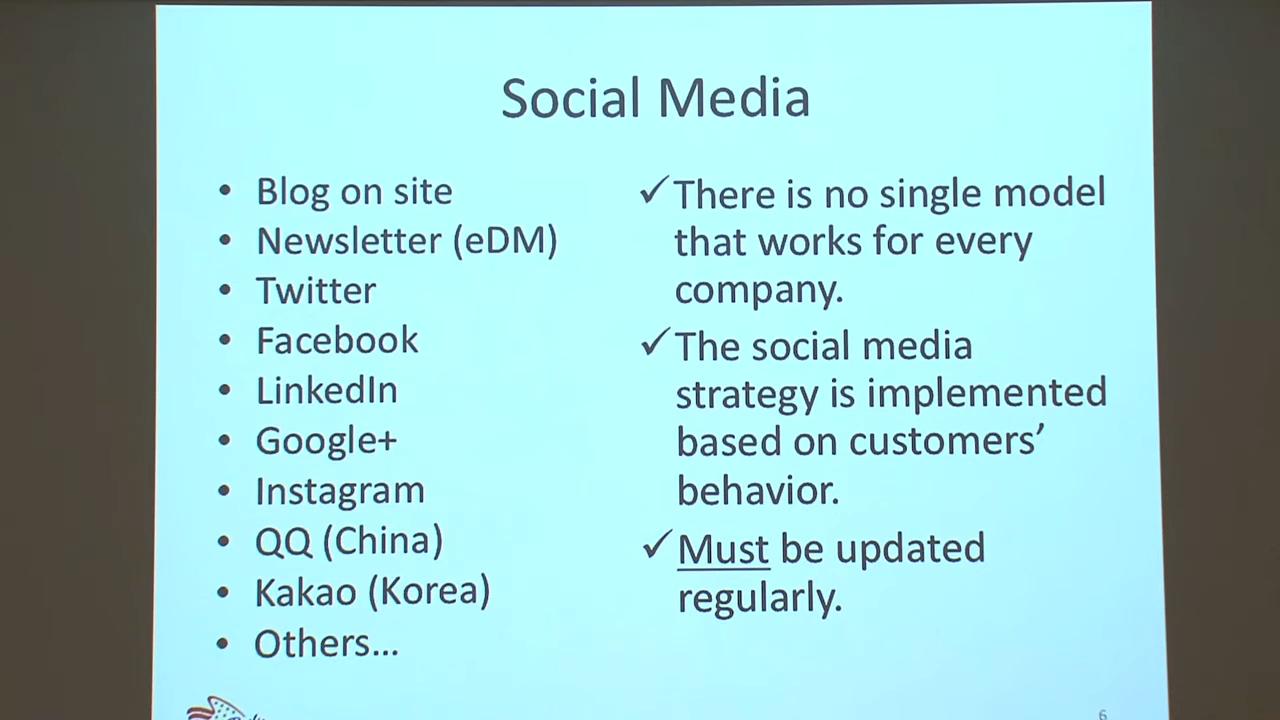 Social Media
• Blog on site
• Newsletter (eDM)
• Twitter
• Facebook
• LinkedIn
• Google+
• Instagram
• QQ (China)
• Kakao (Korea)
• Others...
✓There is no single model
that works for every
company.
✓The social media
strategy is implemented
based on customers’
behavior.
✓Must be updated
regularly.
6